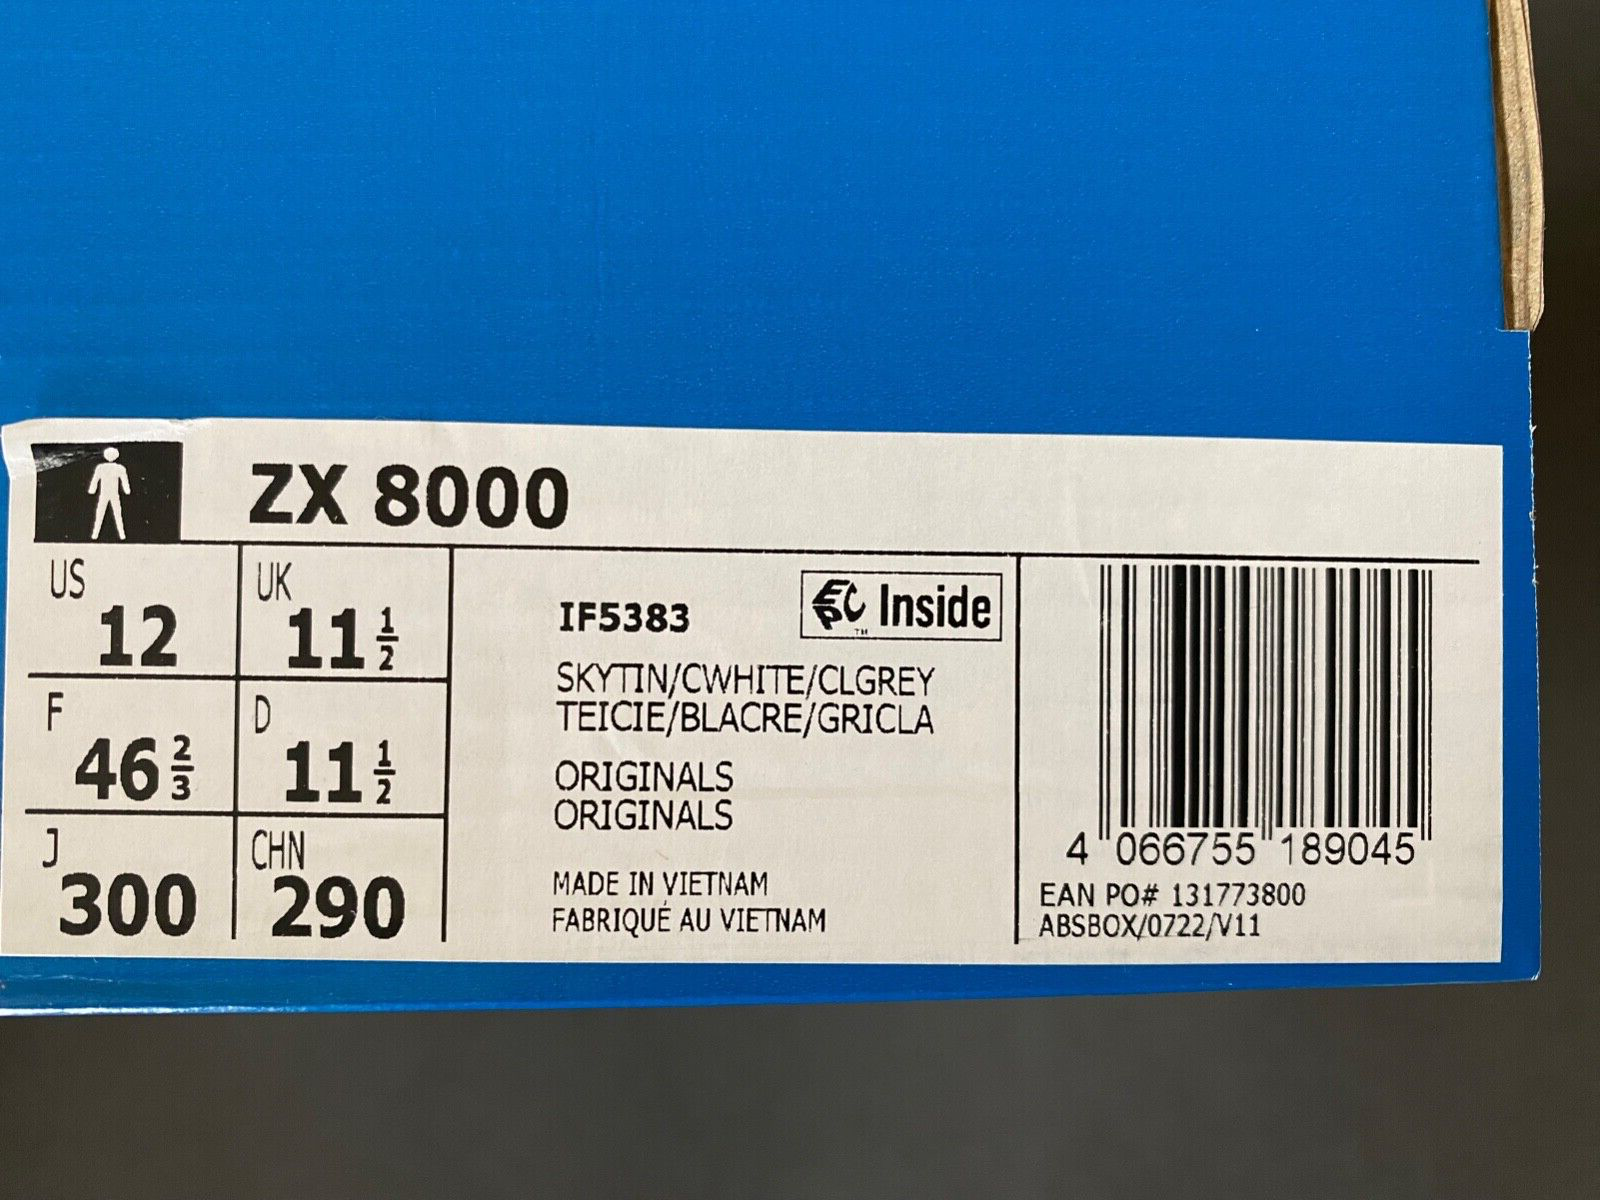 ZX 8000
US
12
UK
11 1/2
F
46 2/3
D
11 1/2
J
300
CHN
290
IF5383
EPC Inside
TM
SKYTIN/CWHITE/CLGREY
TEICIE/BLACRE/GRICLA
ORIGINALS
ORIGINALS
MADE IN VIETNAM
FABRIQUÉ AU VIETNAM
4 066755 189045
EAN PO# 131773800
ABSBOX/0722/V11